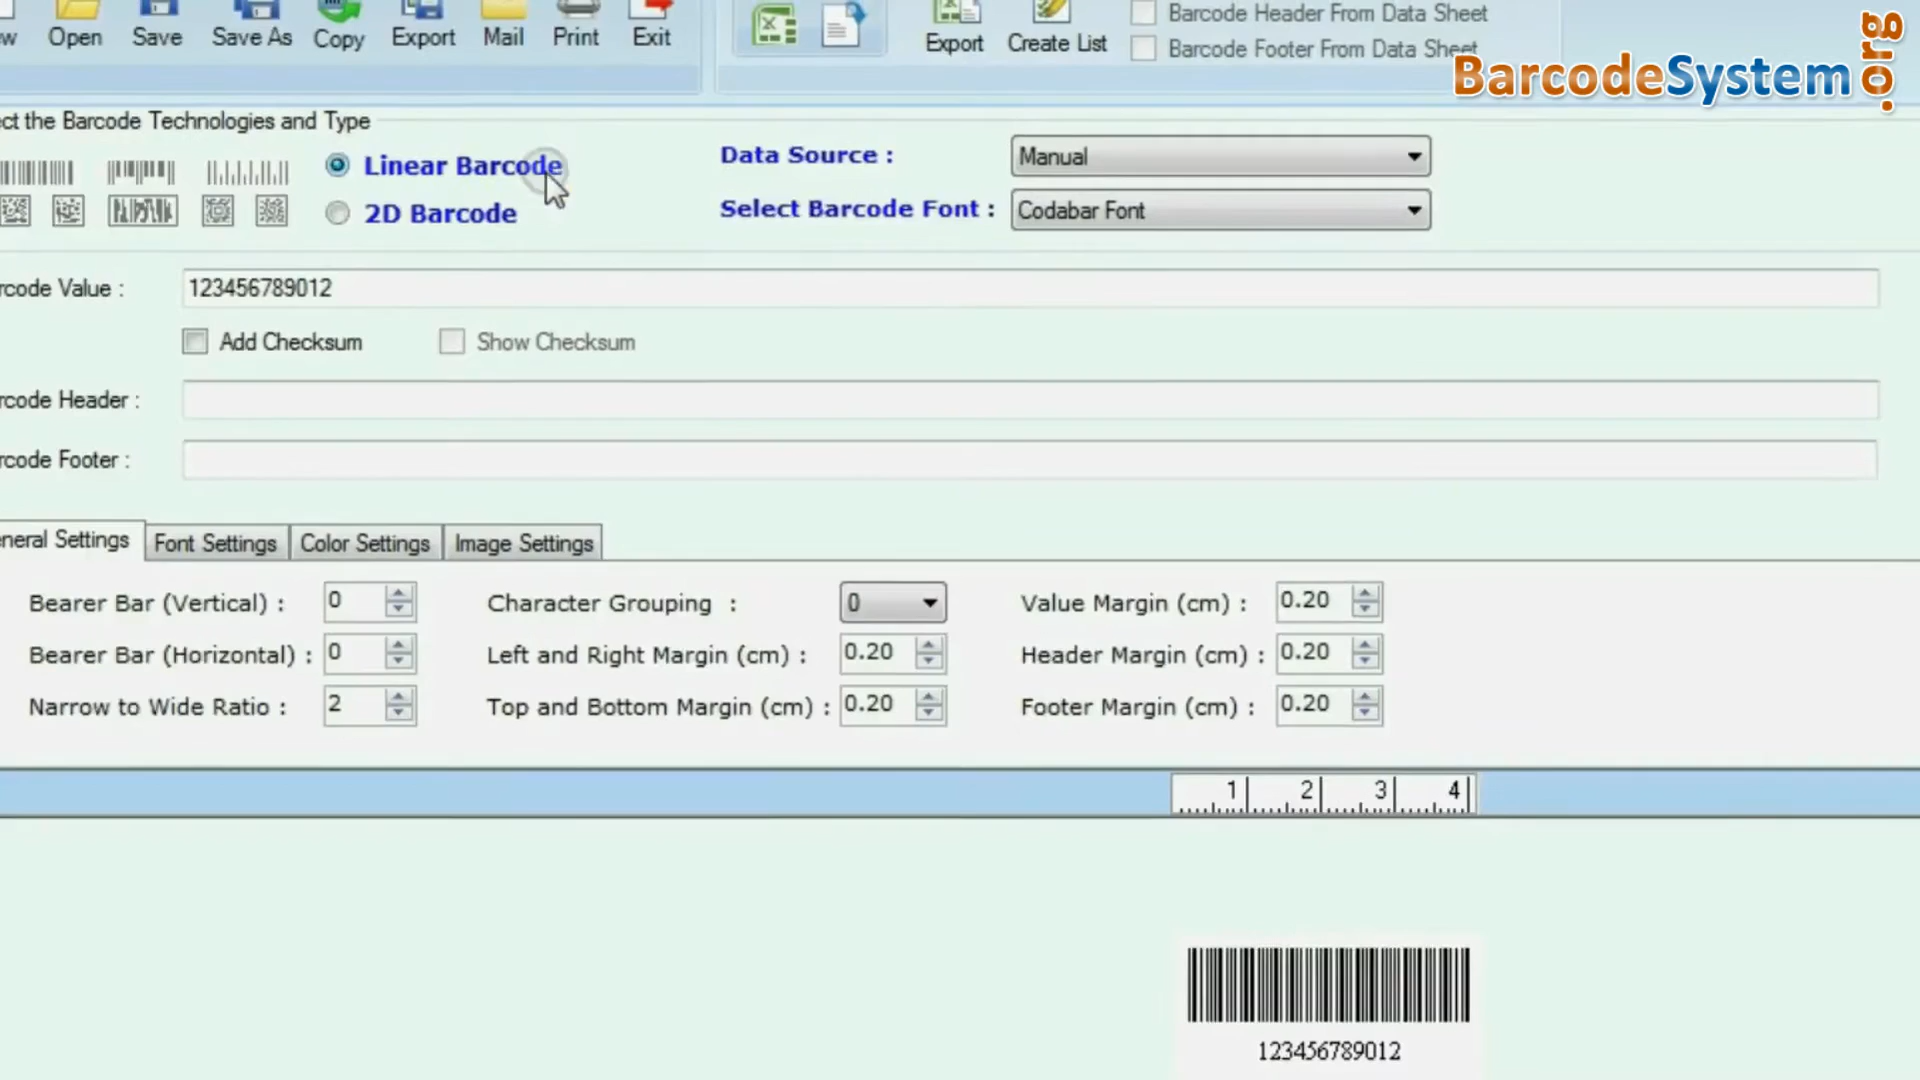 w Open Save Save As Copy Export Mail Print Exit Export Create List
Barcode Header From Data Sheet
Barcode Footer From Data Sheet
BarcodeSystem.org
ct the Barcode Technologies and Type
Linear Barcode
2D Barcode
Data Source : Manual
Select Barcode Font : Codabar Font
rcode Value : 123456789012
Add Checksum Show Checksum
rcode Header :
rcode Footer :
neral Settings Font Settings Color Settings Image Settings
Bearer Bar (Vertical) : 0 Character Grouping : 0 Value Margin (cm) : 0.20
Bearer Bar (Horizontal) : 0 Left and Right Margin (cm) : 0.20 Header Margin (cm) : 0.20
Narrow to Wide Ratio : 2 Top and Bottom Margin (cm) : 0.20 Footer Margin (cm) : 0.20
1 2 3 4
123456789012